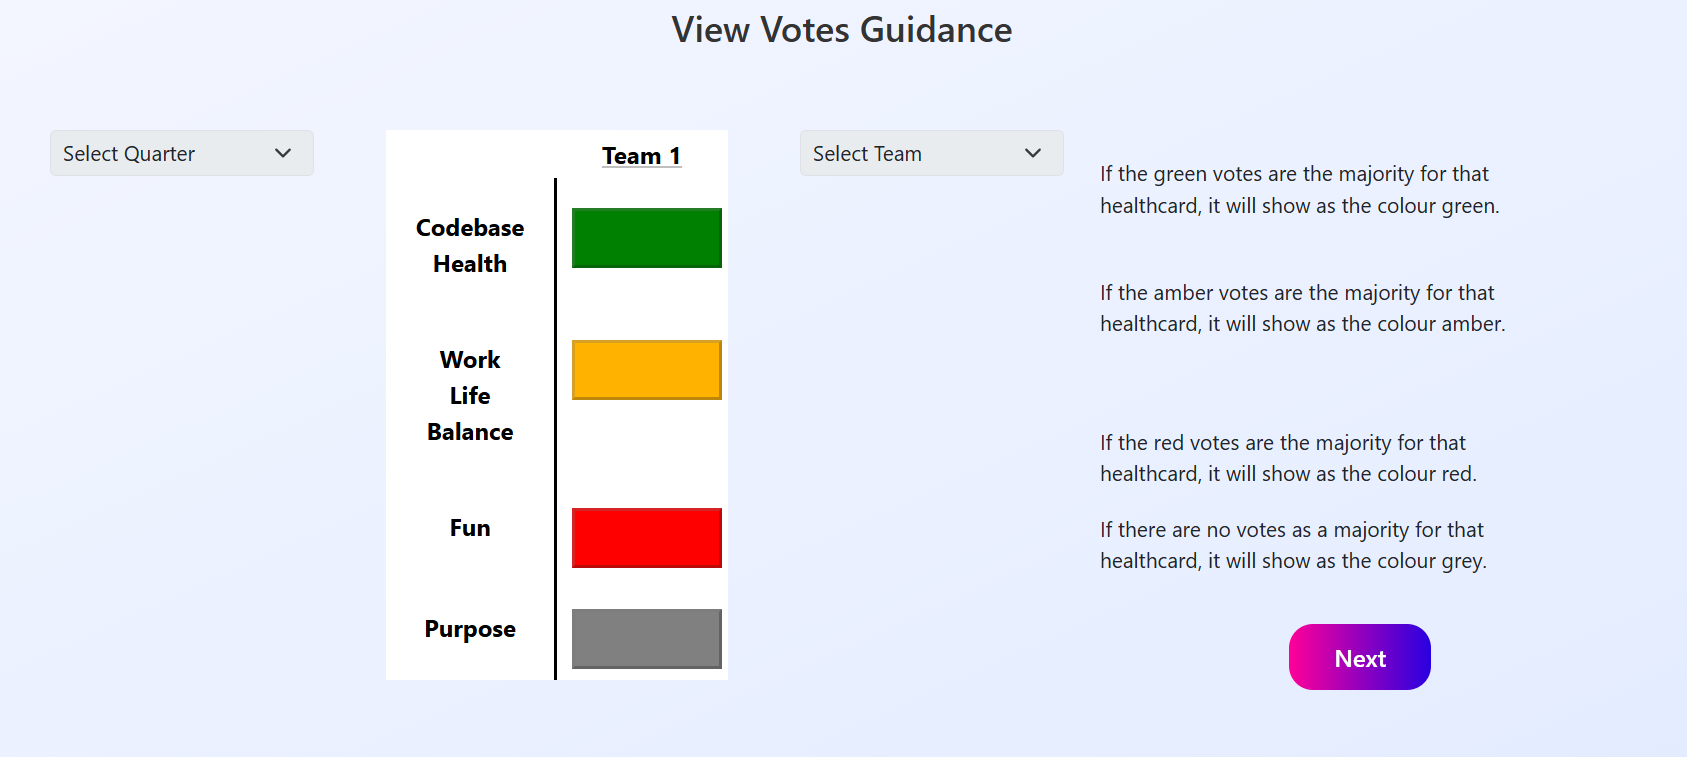 View Votes Guidance
Select Quarter
Team 1
Codebase
Health
Work
Life
Balance
Fun
Purpose
Select Team
If the green votes are the majority for that
healthcard, it will show as the colour green.
If the amber votes are the majority for that
healthcard, it will show as the colour amber.
If the red votes are the majority for that
healthcard, it will show as the colour red.
If there are no votes as a majority for that
healthcard, it will show as the colour grey.
Next